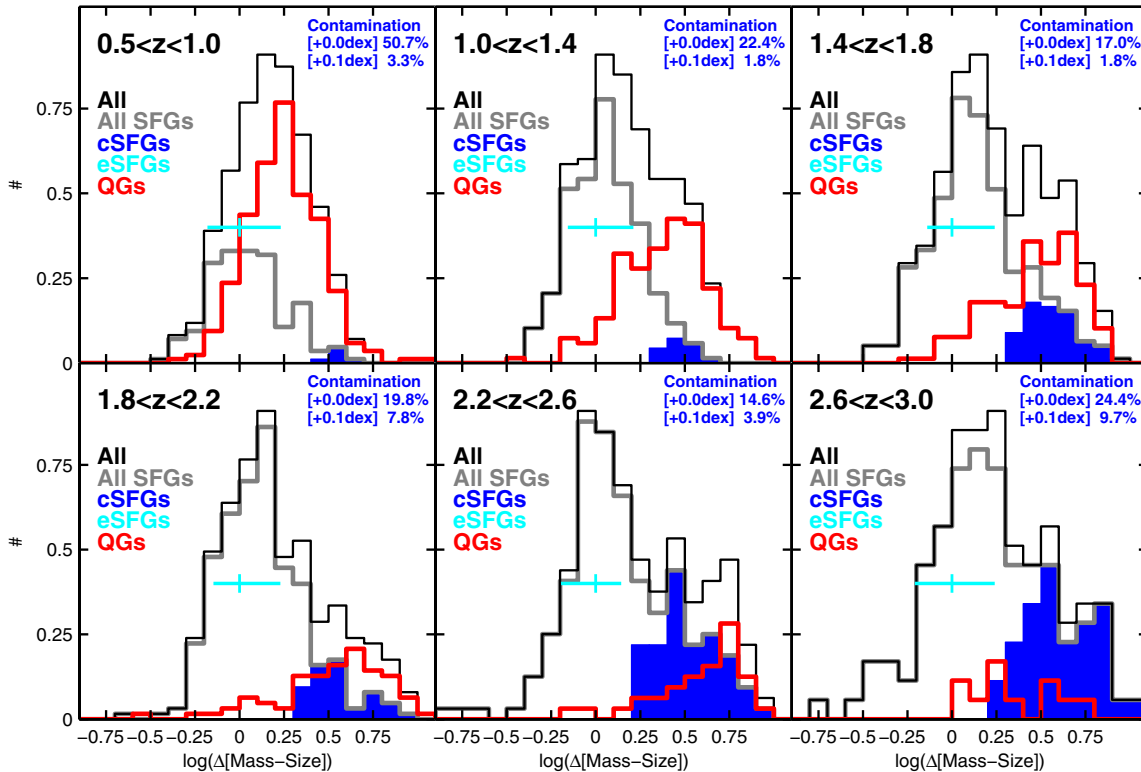 0.5<z<1.0
Contamination
[+0.0dex] 50.7%
[+0.1dex] 3.3%
All
All SFGs
cSFGs
eSFGs
QGs
1.0<z<1.4
Contamination
[+0.0dex] 22.4%
[+0.1dex] 1.8%
All
All SFGs
cSFGs
eSFGs
QGs
1.4<z<1.8
Contamination
[+0.0dex] 17.0%
[+0.1dex] 1.8%
All
All SFGs
cSFGs
eSFGs
QGs
#
0.75
0.5
0.25
0
1.8<z<2.2
Contamination
[+0.0dex] 19.8%
[+0.1dex] 7.8%
All
All SFGs
cSFGs
eSFGs
QGs
2.2<z<2.6
Contamination
[+0.0dex] 14.6%
[+0.1dex] 3.9%
All
All SFGs
cSFGs
eSFGs
QGs
2.6<z<3.0
Contamination
[+0.0dex] 24.4%
[+0.1dex] 9.7%
All
All SFGs
cSFGs
eSFGs
QGs
#
0.75
0.5
0.25
0
−0.75 −0.5 −0.25 0 0.25 0.5 0.75
−0.75 −0.5 −0.25 0 0.25 0.5 0.75
−0.75 −0.5 −0.25 0 0.25 0.5 0.75
log(Δ[Mass−Size])
log(Δ[Mass−Size])
log(Δ[Mass−Size])